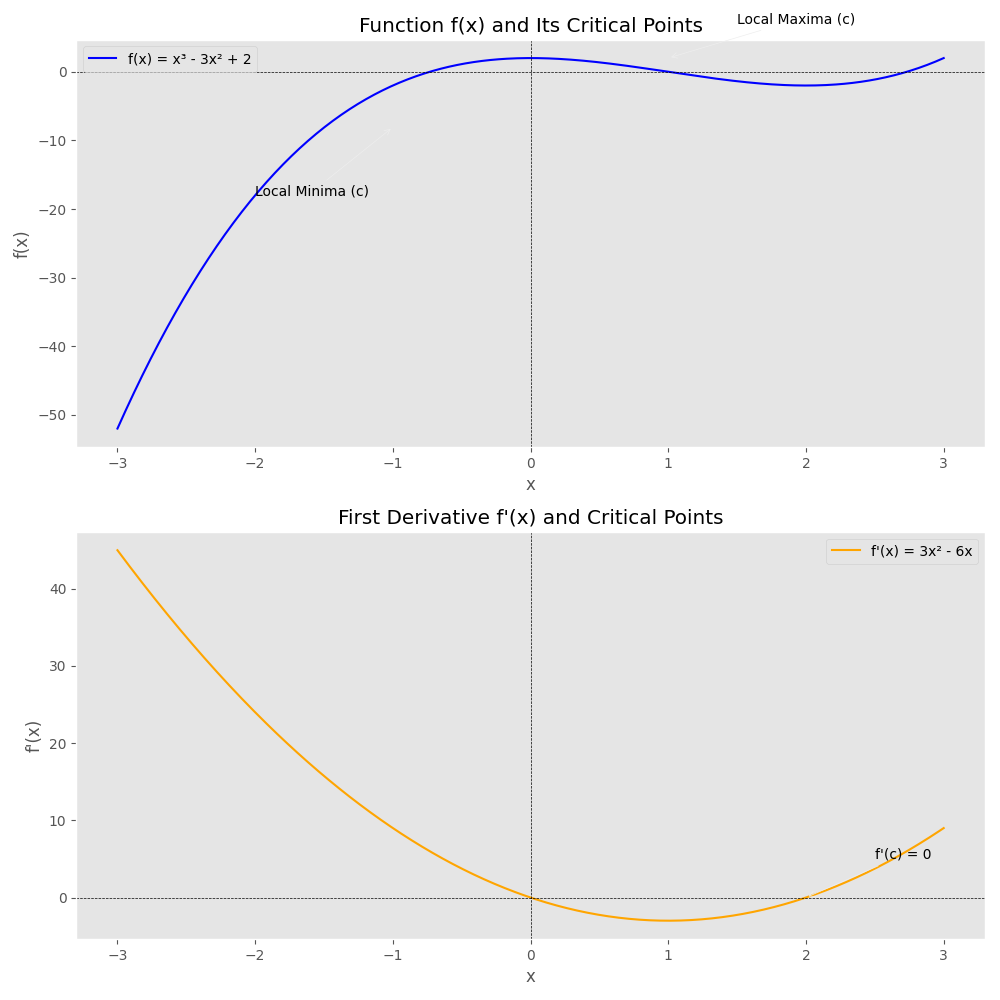 Local Maxima (c)
Function f(x) and Its Critical Points
f(x) = x³ - 3x² + 2
0
−10
Local Minima (c)
−20
−30
−40
−50
f(x)
−3 −2 −1 0 1 2 3
x
First Derivative f'(x) and Critical Points
f'(x) = 3x² - 6x
40
30
20
10
f'(c) = 0
0
f'(x)
−3 −2 −1 0 1 2 3
x